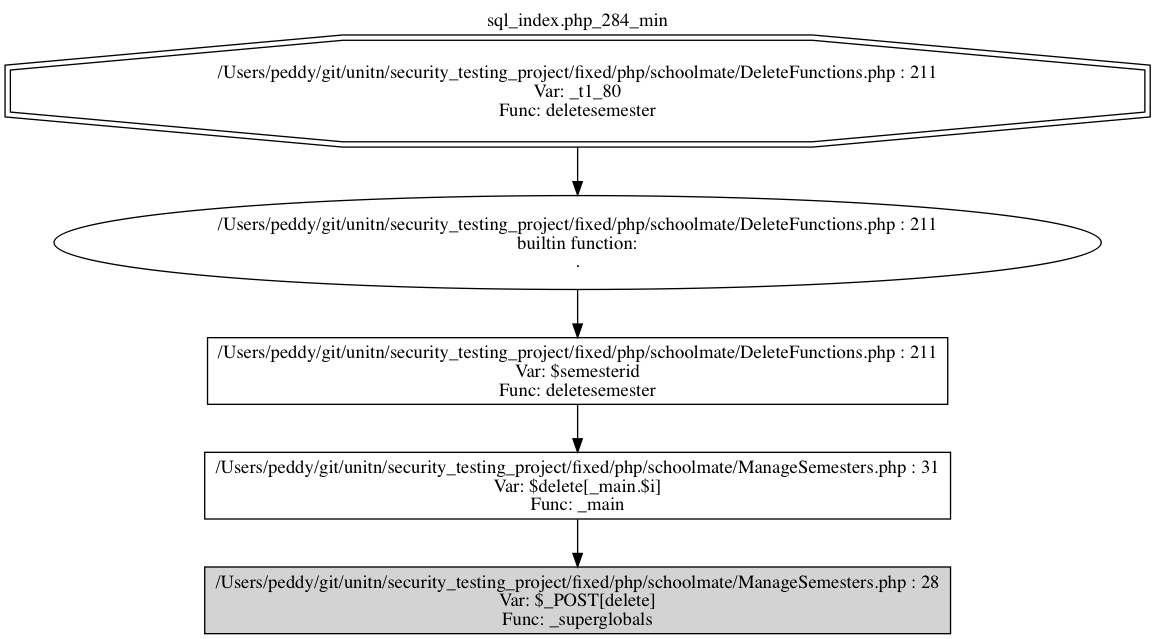 sql_index.php_284_min
/Users/peddy/git/unitn/security_testing_project/fixed/php/schoolmate/DeleteFunctions.php : 211
Var: _t1_80
Func: deletesemester
/Users/peddy/git/unitn/security_testing_project/fixed/php/schoolmate/DeleteFunctions.php : 211
builtin function:
.
/Users/peddy/git/unitn/security_testing_project/fixed/php/schoolmate/DeleteFunctions.php : 211
Var: $semesterid
Func: deletesemester
/Users/peddy/git/unitn/security_testing_project/fixed/php/schoolmate/ManageSemesters.php : 31
Var: $delete[_main.$i]
Func: _main
/Users/peddy/git/unitn/security_testing_project/fixed/php/schoolmate/ManageSemesters.php : 28
Var: $_POST[delete]
Func: _superglobals